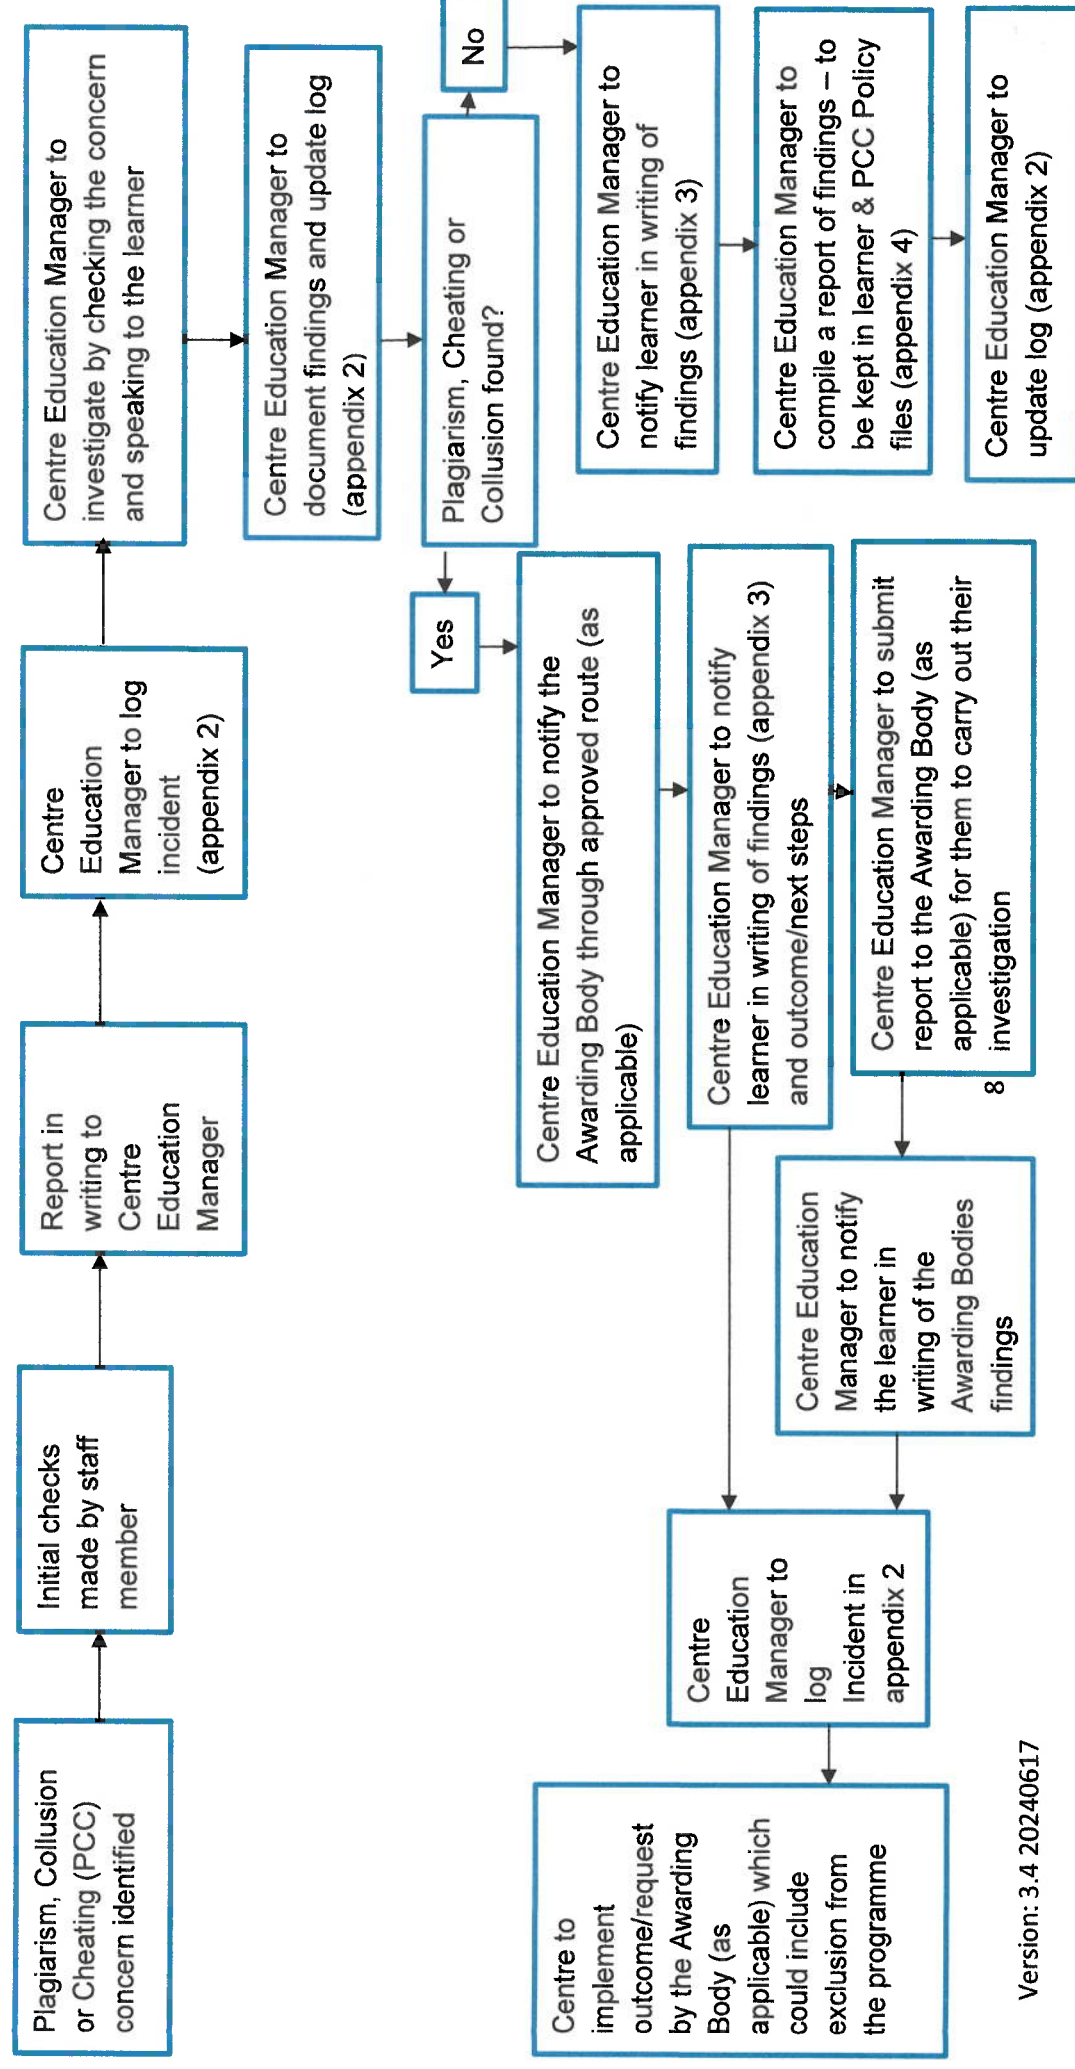 Plagiarism, Collusion
or Cheating (PCC)
concern identified
Initial checks
made by staff
member
Report in
writing to
Centre
Education
Manager
Centre
Education
Manager to log
incident
(appendix 2)
Centre Education Manager to
investigate by checking the concern
and speaking to the learner
Centre Education Manager to
document findings and update log
(appendix 2)
Plagiarism, Cheating or
Collusion found?
Yes
No
Centre Education Manager to notify the
Awarding Body through approved route (as
applicable)
Centre Education Manager to notify
learner in writing of findings (appendix 3)
and outcome/next steps
Centre Education Manager to submit
report to the Awarding Body (as
applicable) for them to carry out their
investigation
Centre Education
Manager to notify
the learner in
writing of the
Awarding Bodies
findings
Centre
Education
Manager to
log
Incident in
appendix 2
Centre to
implement
outcome/request
by the Awarding
Body (as
applicable) which
could include
exclusion from
the programme
Centre Education Manager to
notify learner in writing of
findings (appendix 3)
Centre Education Manager to
compile a report of findings – to
be kept in learner & PCC Policy
files (appendix 4)
Centre Education Manager to
update log (appendix 2)
8
Version: 3.4 20240617